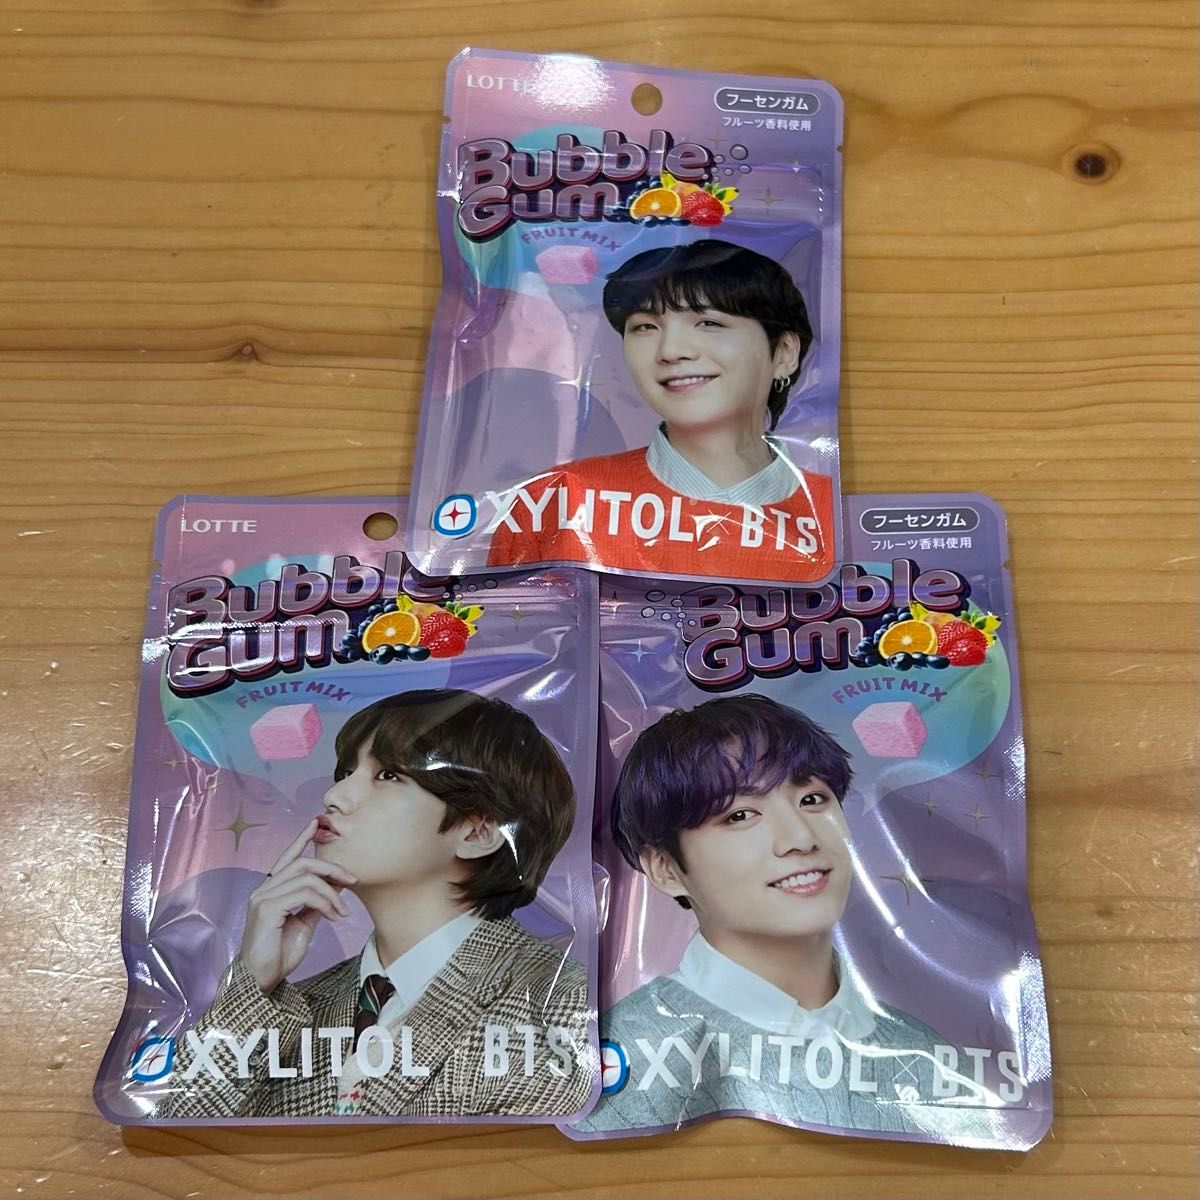 LOTTE
フーセンガム
フルーツ香料使用
Bubble
Gum
FRUIT MIX
XYLITOL® × BTS
LOTTE
Bubble
Gum
FRUIT MIX
XYLITOL BTS
フーセンガム
フルーツ香料使用
Bubble
Gum
FRUIT MIX
XYLITOL × BTS